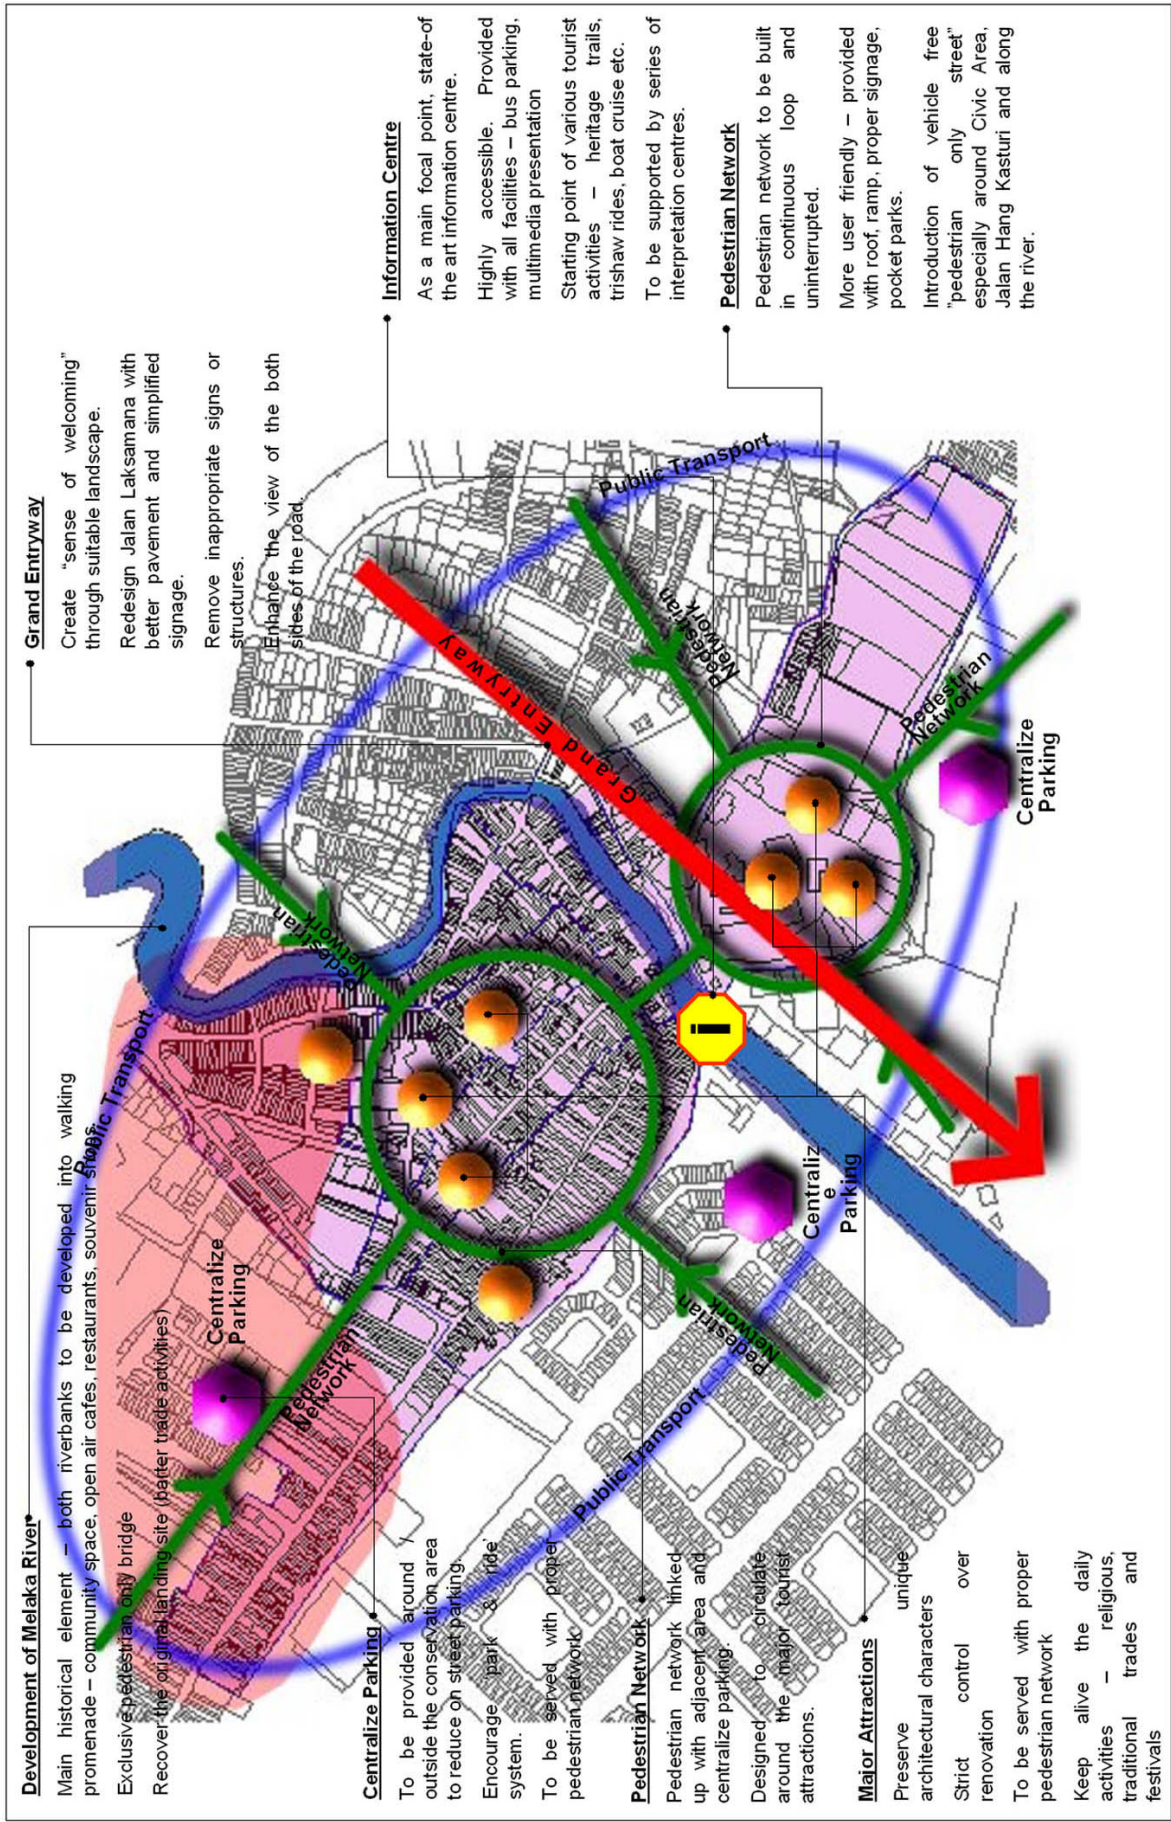 Development of Melaka River
Main historical element – both riverbanks to be developed into walking
promenade – community space, open air cafes, restaurants, souvenir shops.
Exclusive pedestrian only bridge
Recover the original landing site (barter trade activities)
Grand Entryway
Create “sense of welcoming”
through suitable landscape.
Redesign Jalan Laksamana with
better pavement and simplified
signage.
Remove inappropriate signs or
structures.
Enhance the view of the both
sides of the road.
Information Centre
As a main focal point, state-of
the art information centre.
Highly accessible. Provided
with all facilities – bus parking,
multimedia presentation
Starting point of various tourist
activities – heritage trails,
trishaw rides, boat cruise etc.
To be supported by series of
interpretation centres.
Pedestrian Network
Pedestrian network to be built
in continuous loop and
uninterrupted.
More user friendly – provided
with roof, ramp, proper signage,
pocket parks.
Introduction of vehicle free
”pedestrian only street”
especially around Civic Area,
Jalan Hang Kasturi and along
the river.
Centralize Parking
To be provided around /
outside the conservation area
to reduce on street parking.
Encourage ‘park & ride’
system.
To be served with proper
pedestrian network
Pedestrian Network
Pedestrian network linked
up with adjacent area and
centralize parking.
Designed to circulate
around the major tourist
attractions.
Major Attractions
Preserve unique
architectural characters
Strict control over
renovation
To be served with proper
pedestrian network
Keep alive the daily
activities – religious,
traditional trades and
festivals
Public Transport
Centralize
Parking
Pedestrian
Network
Pedestrian
Network
Grand Entryway
Public Transport
Pedestrian
Network
Pedestrian
Network
Centralize
Parking
i
Centraliz
e
Parking
Pedestrian
Network
Public Transport